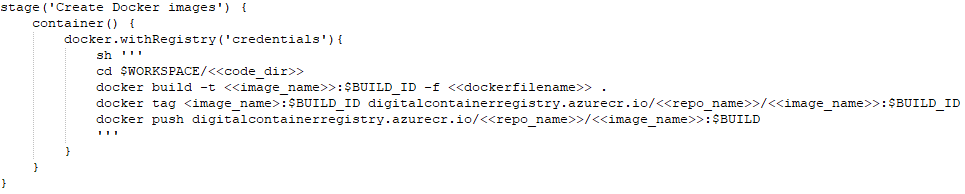 stage('Create Docker images') {
container() {
docker.withRegistry('credentials'){
sh '''
cd $WORKSPACE/<<code_dir>>
docker build -t <<image_name>>:$BUILD_ID -f <<dockerfilename>> .
docker tag <image_name>:$BUILD_ID digitalcontainerregistry.azurecr.io/<<repo_name>>/<<image_name>>:$BUILD_ID
docker push digitalcontainerregistry.azurecr.io/<<repo_name>>/<<image_name>>:$BUILD
'''
}
}
}